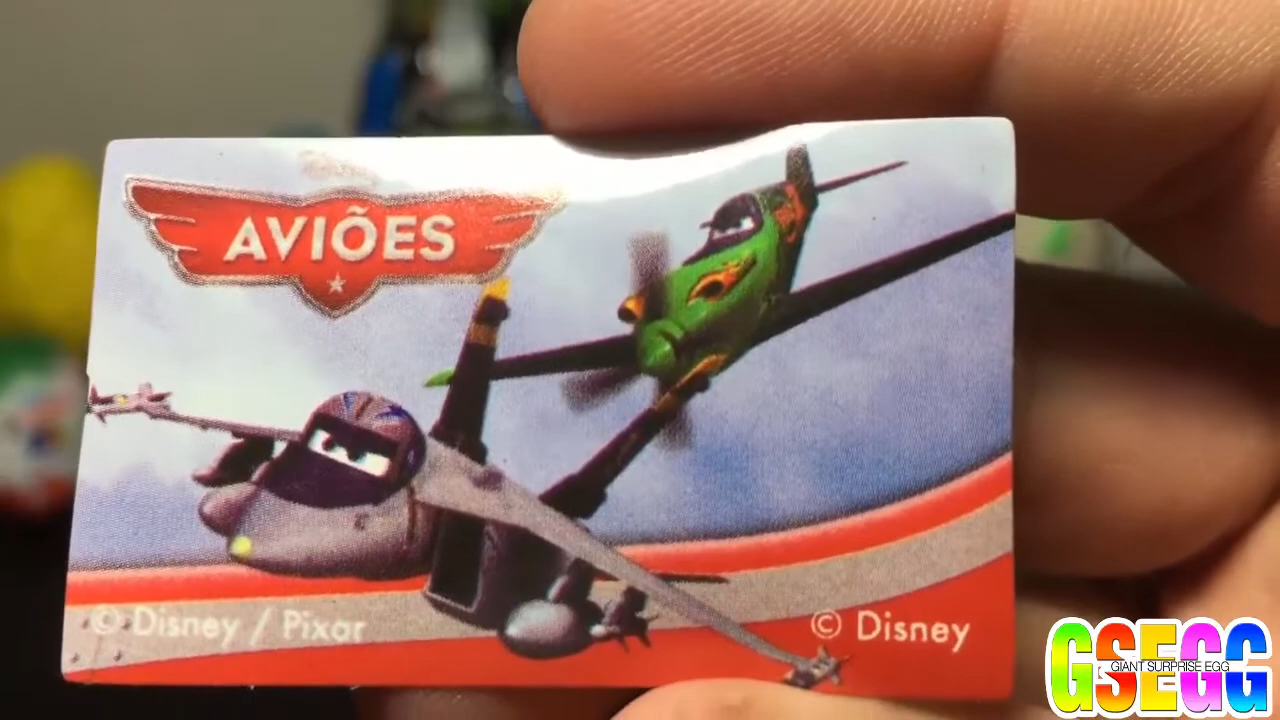 AVIÕES
© Disney / Pixar
© Disney
GSEGG
GIANT SURPRISE EGG